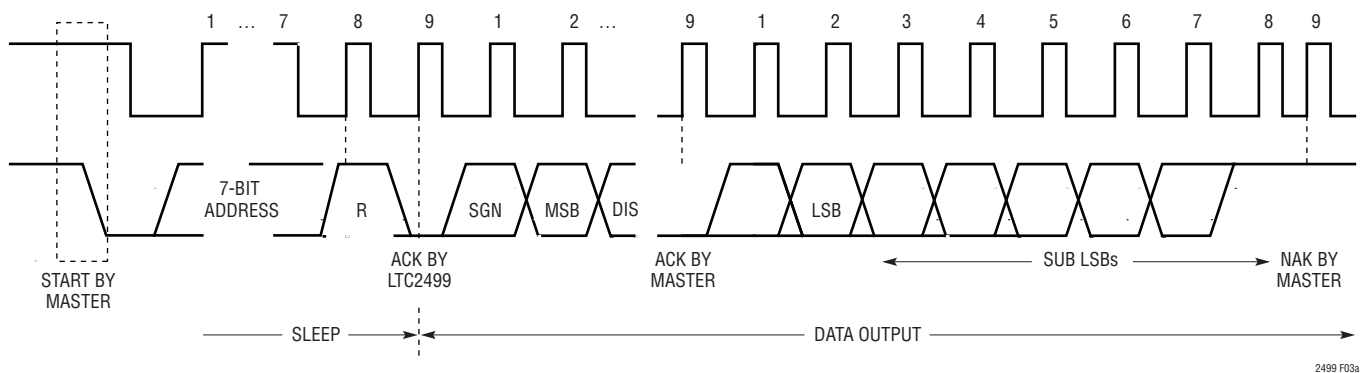 1 … 7 8 9 1 2 … 9 1 2 3 4 5 6 7 8 9
7-BIT
ADDRESS
R
SGN
MSB
DIS
LSB
START BY
MASTER
ACK BY
LTC2499
ACK BY
MASTER
SUB LSBs
NAK BY
MASTER
SLEEP
DATA OUTPUT
2499 F03a